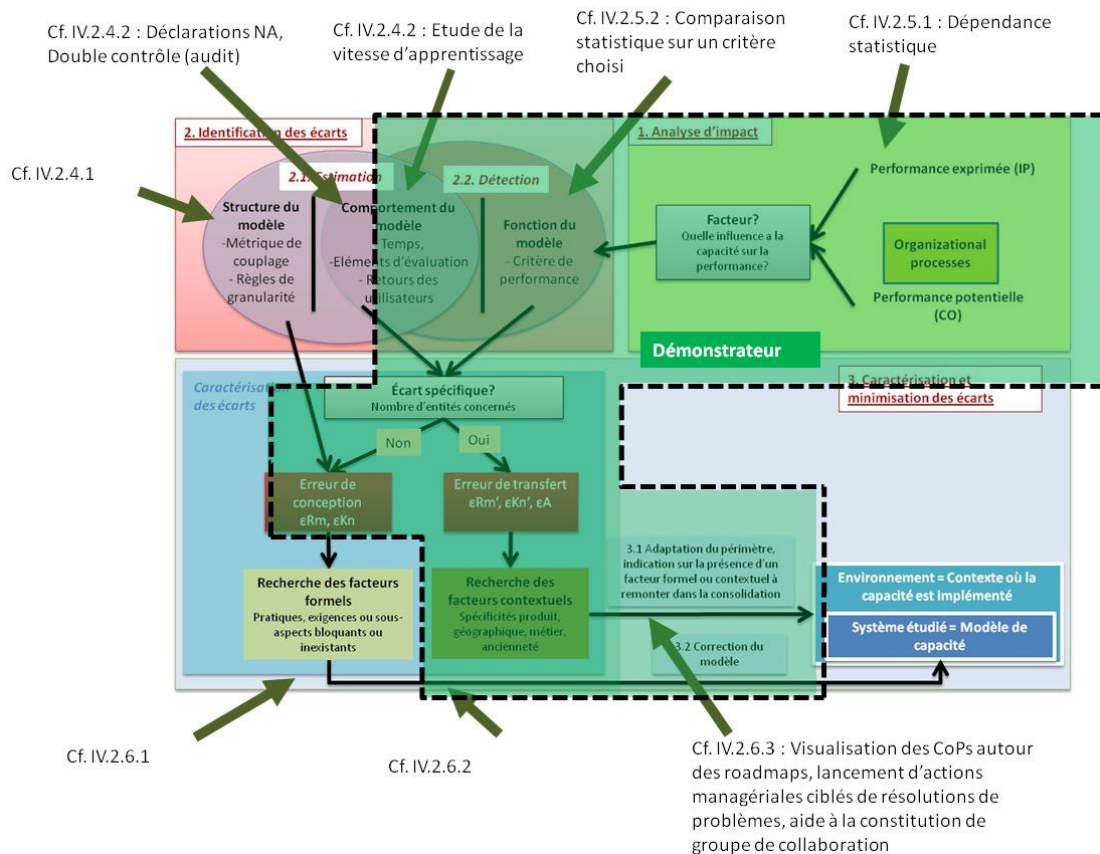 Cf. IV.2.4.2 : Déclarations NA,
Double contrôle (audit)
Cf. IV.2.4.2 : Etude de la
vitesse d'apprentissage
Cf. IV.2.5.2 : Comparaison
statistique sur un critère
choisi
Cf. IV.2.5.1 : Dépendance
statistique
Cf. IV.2.4.1
2. Identification des écarts
2.1. Estimation
2.2. Détection
Structure du
modèle
-Métrique de
couplage
- Règles de
granularité
Comportement du
modèle
Temps,
-Eléments d'évaluation
- Retours des
utilisateurs
Fonction du
modèle
- Critère de
performance
1. Analyse d'impact
Performance exprimée (IP)
Facteur?
Quelle influence a la
capacité sur la
performance?
Organizational
processes
Performance potentielle
(CO)
Démonstrateur
Caractérisation
des écarts
Écart spécifique?
Nombre d'entités concernés
3. Caractérisation et
minimisation des écarts
Non
Oui
Erreur de
conception
εRm, εKn
Erreur de transfert
εRm', εKn', εA
Recherche des facteurs
formels
Pratiques, exigences ou sous-
aspects bloquants ou
inexistants
Recherche des
facteurs contextuels
Spécificités produit,
géographique, métier,
ancienneté
3.1 Adaptation du périmètre,
indication sur la présence d'un
facteur formel ou contextuel à
remonter dans la consolidation
3.2 Correction du
modèle
Environnement = Contexte où la
capacité est implémenté
Système étudié = Modèle de
capacité
Cf. IV.2.6.1
Cf. IV.2.6.2
Cf. IV.2.6.3 : Visualisation des CoPs autour
des roadmaps, lancement d'actions
managériales ciblés de résolutions de
problèmes, aide à la constitution de
groupe de collaboration